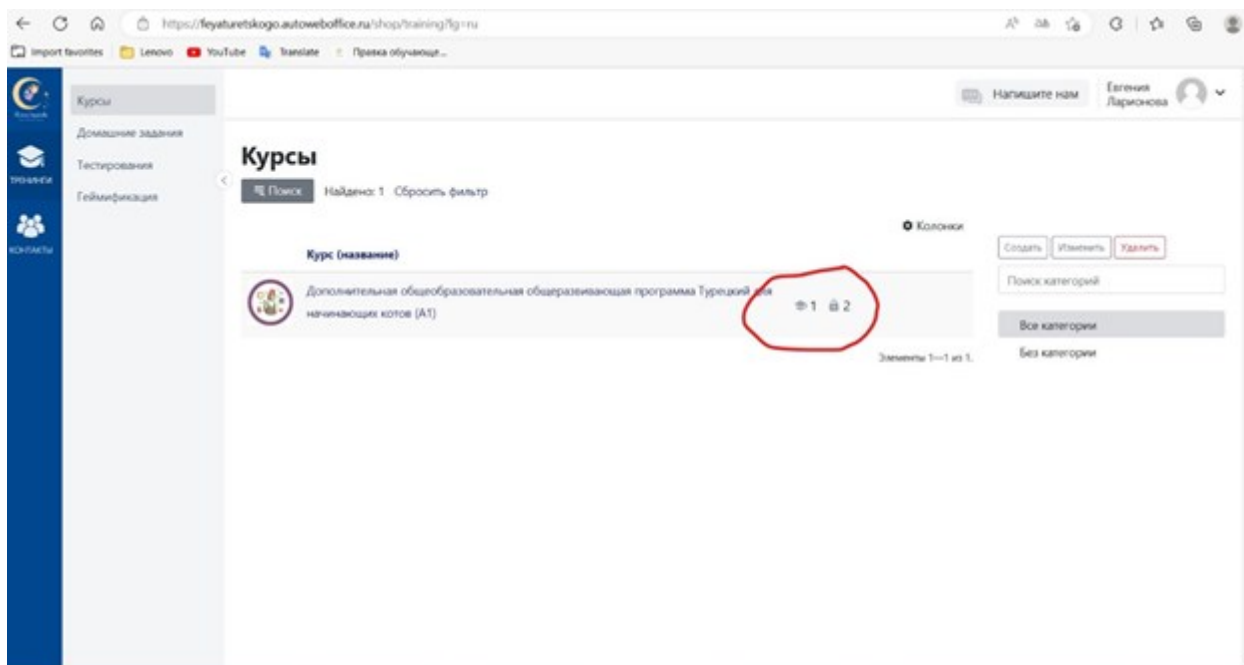 https://feyaturetskogo.autoweboffice.ru/shop/training?lg=ru
Import favorites Lenovo YouTube Translate Правка обучающе...
Напишите нам
Евгения
Ларионова
ТРЕНИНГИ
КОНТАКТЫ
Курсы
Домашние задания
Тестирования
Геймификация
Курсы
Поиск Найдено: 1 Сбросить фильтр
Колонки
Курс (название)
Дополнительная общеобразовательная общеразвивающая программа Турецкий для
начинающих котов (A1)
1 2
Элементы 1—1 из 1.
Создать Изменить Удалить
Поиск категорий
Все категории
Без категории